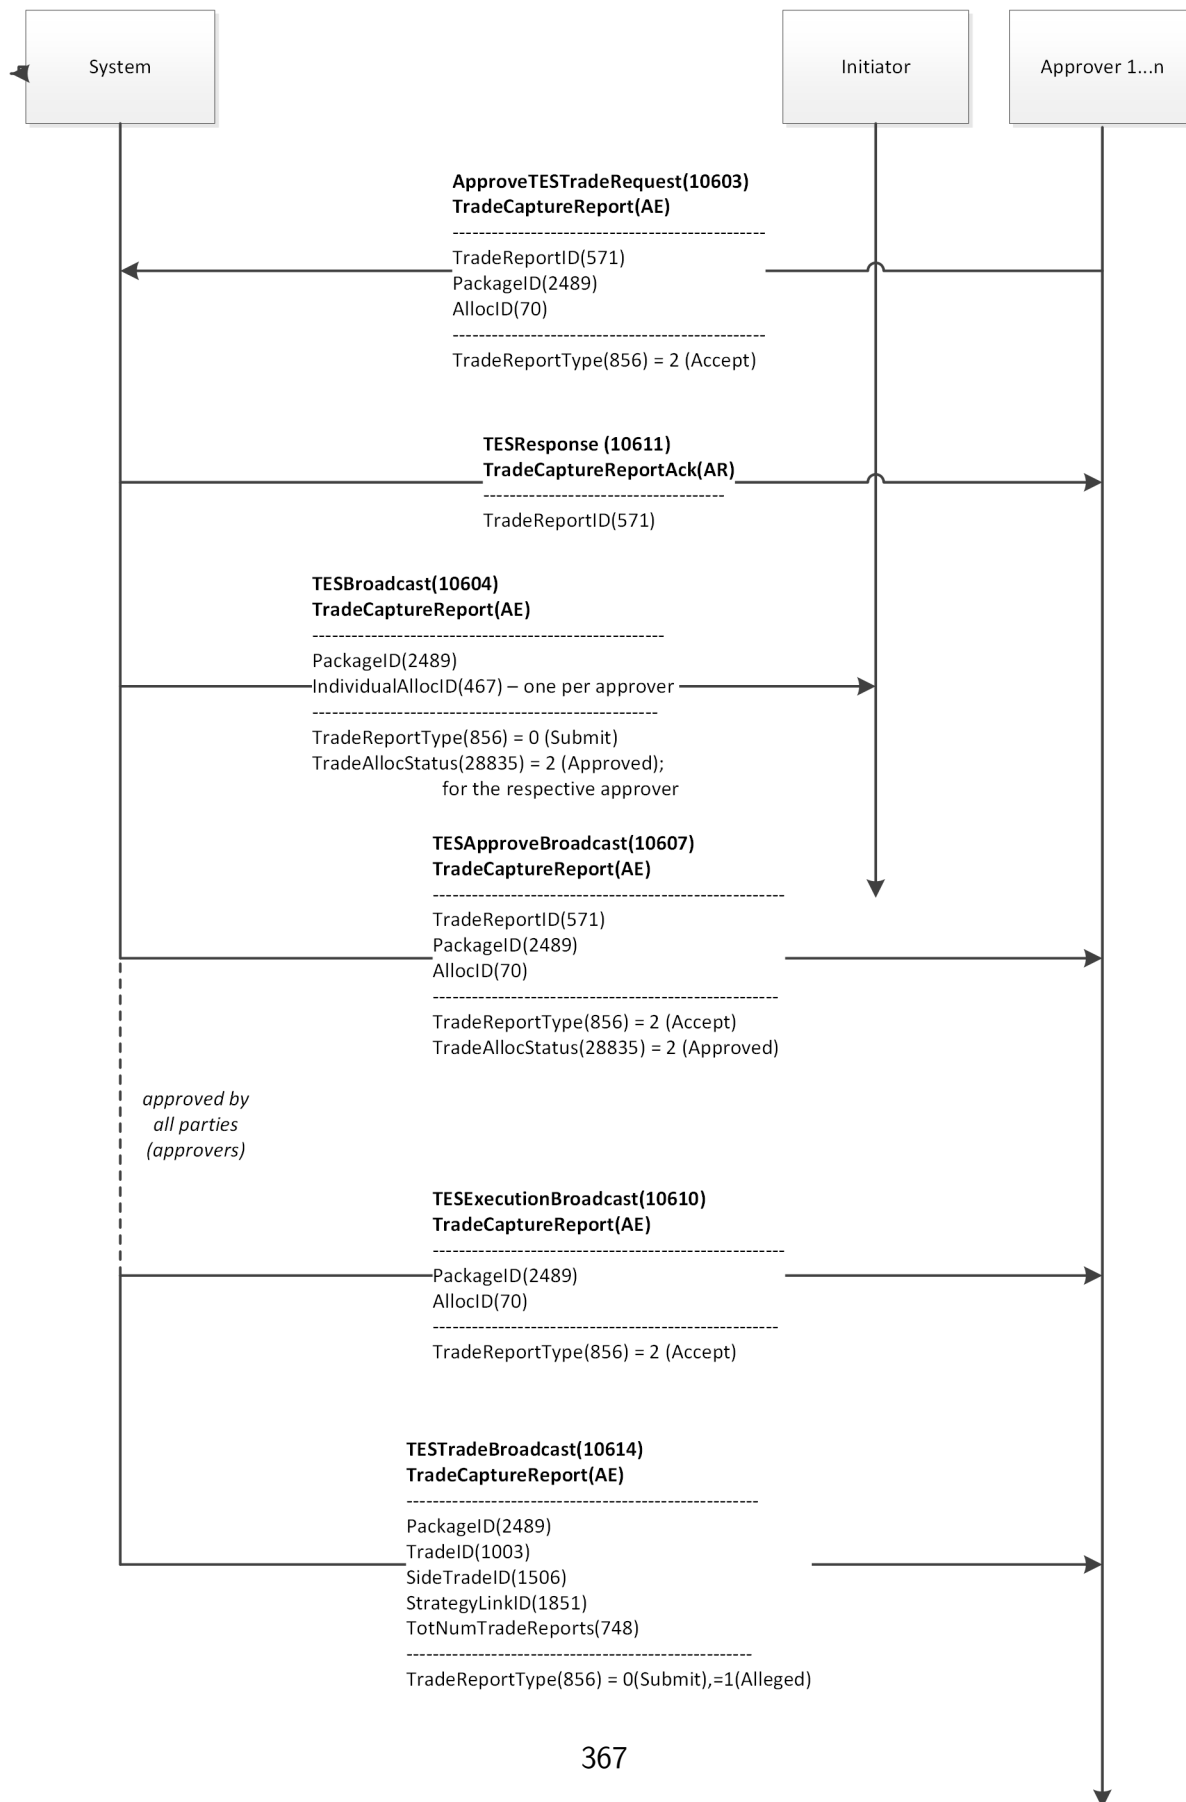 System
Initiator
Approver 1...n
ApproveTESTradeRequest(10603)
TradeCaptureReport(AE)
------------------------------------------------
TradeReportID(571)
PackageID(2489)
AllocID(70)
------------------------------------------------
TradeReportType(856) = 2 (Accept)
TESResponse (10611)
TradeCaptureReportAck(AR)
-------------------------------------
TradeReportID(571)
TESBroadcast(10604)
TradeCaptureReport(AE)
------------------------------------------------------
PackageID(2489)
IndividualAllocID(467) – one per approver
-----------------------------------------------------
TradeReportType(856) = 0 (Submit)
TradeAllocStatus(28835) = 2 (Approved);
for the respective approver
TESApproveBroadcast(10607)
TradeCaptureReport(AE)
------------------------------------------------------
TradeReportID(571)
PackageID(2489)
AllocID(70)
-----------------------------------------------------
TradeReportType(856) = 2 (Accept)
TradeAllocStatus(28835) = 2 (Approved)
approved by
all parties
(approvers)
TESExecutionBroadcast(10610)
TradeCaptureReport(AE)
------------------------------------------------------
PackageID(2489)
AllocID(70)
-----------------------------------------------------
TradeReportType(856) = 2 (Accept)
TESTradeBroadcast(10614)
TradeCaptureReport(AE)
------------------------------------------------------
PackageID(2489)
TradeID(1003)
SideTradeID(1506)
StrategyLinkID(1851)
TotNumTradeReports(748)
-----------------------------------------------------
TradeReportType(856) = 0(Submit),=1(Alleged)
367